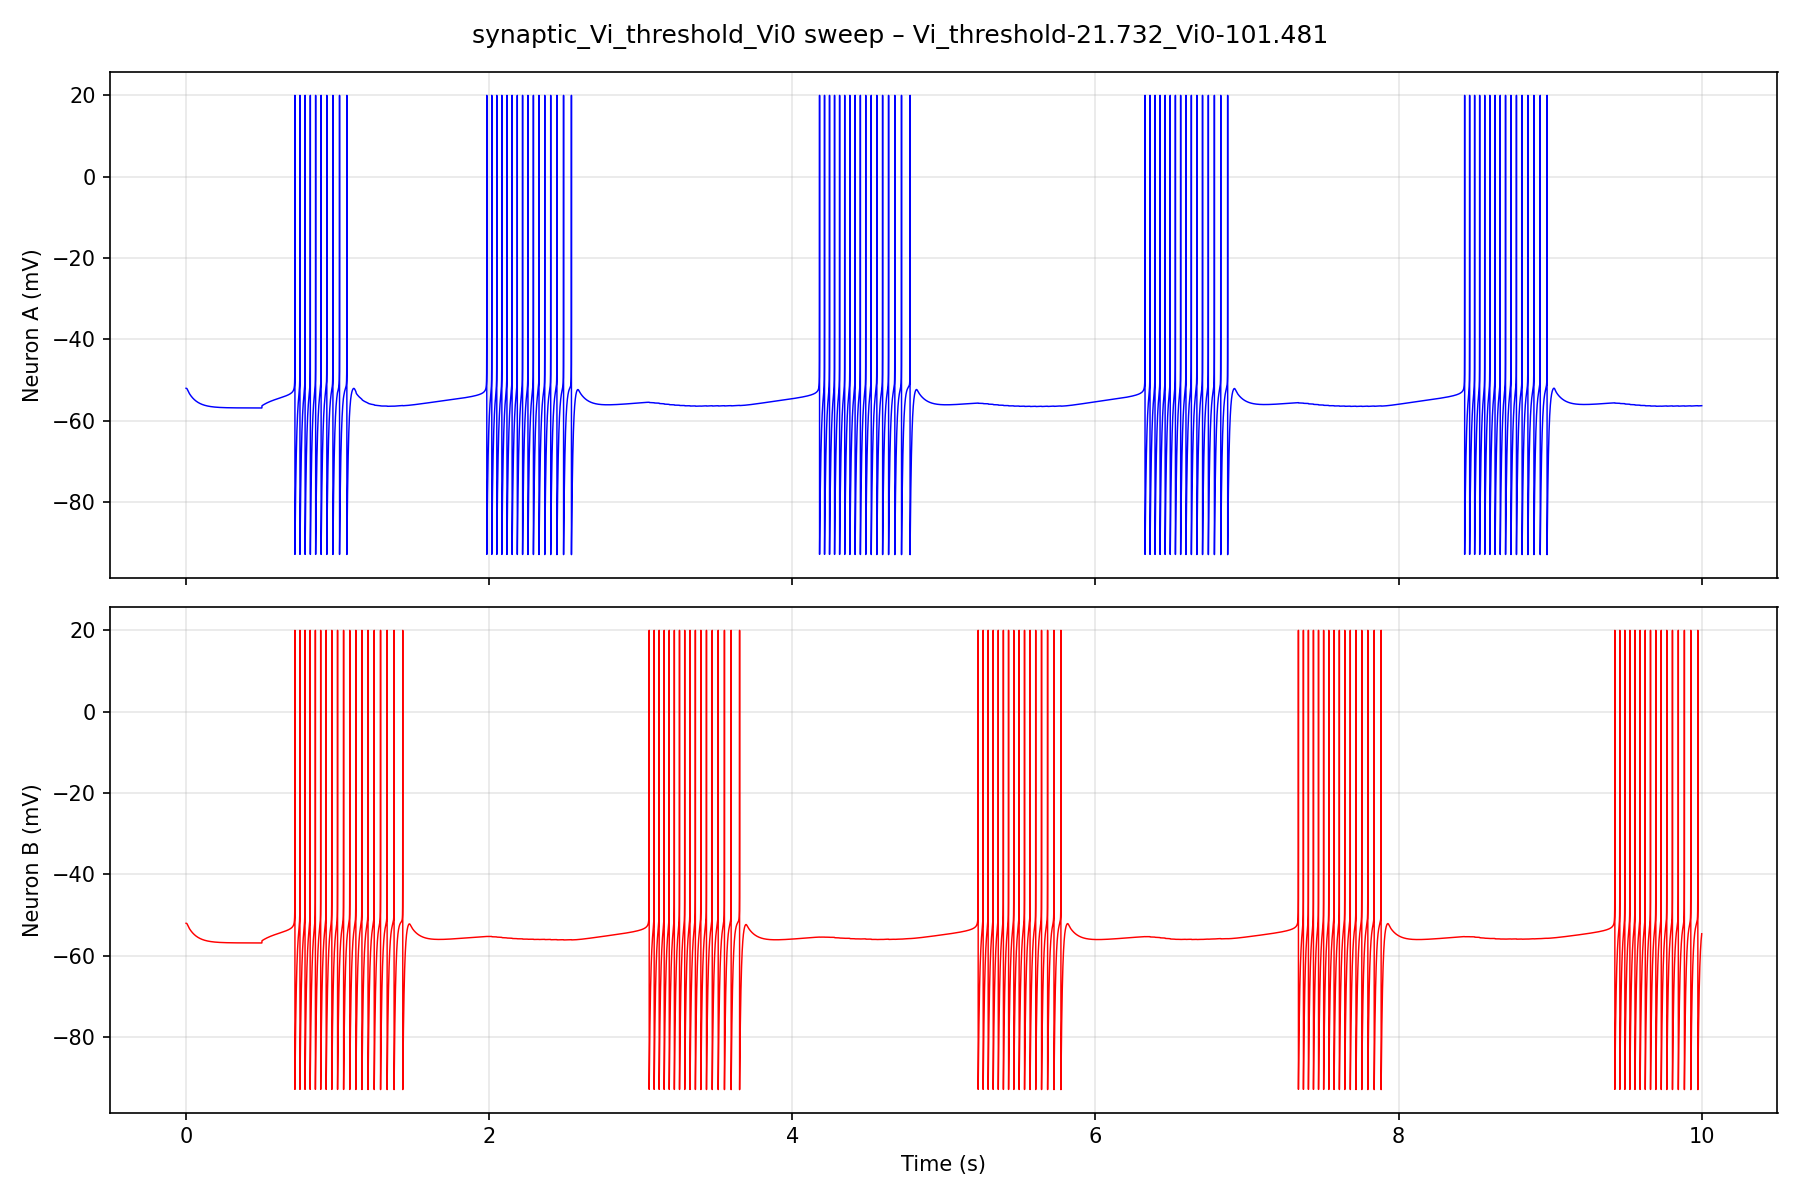 synaptic_Vi_threshold_Vi0 sweep – Vi_threshold-21.732_Vi0-101.481
Neuron A (mV)
20
0
−20
−40
−60
−80
Neuron B (mV)
20
0
−20
−40
−60
−80
0 2 4 6 8 10
Time (s)